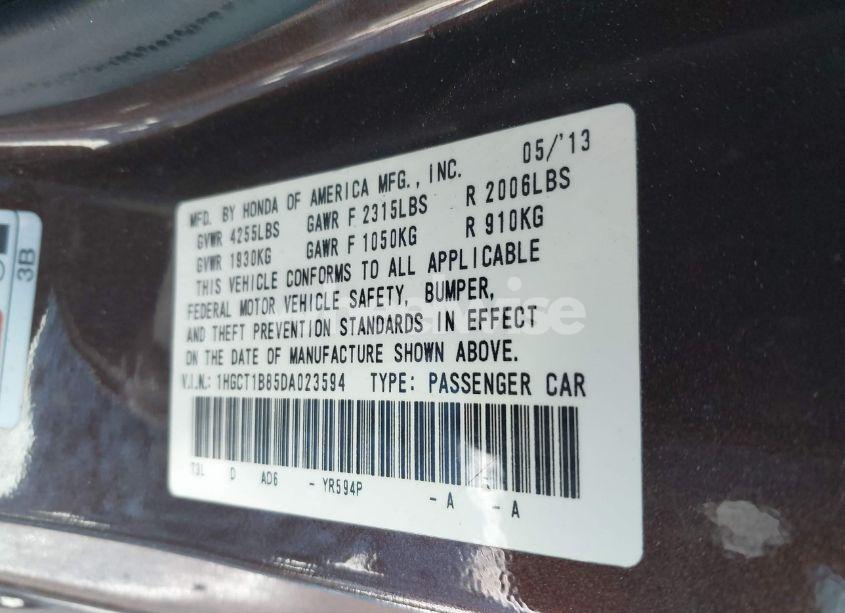 MFD. BY HONDA OF AMERICA MFG., INC. 05/'13
GVWR 4255LBS GAWR F 2315LBS R 2006LBS
GVWR 1930KG GAWR F 1050KG R 910KG
THIS VEHICLE CONFORMS TO ALL APPLICABLE
FEDERAL MOTOR VEHICLE SAFETY, BUMPER,
AND THEFT PREVENTION STANDARDS IN EFFECT
ON THE DATE OF MANUFACTURE SHOWN ABOVE.
V.I.N.: 1HGCT1B85DA023594 TYPE: PASSENGER CAR
T3L D AD6 - YR594P - A - A
3B